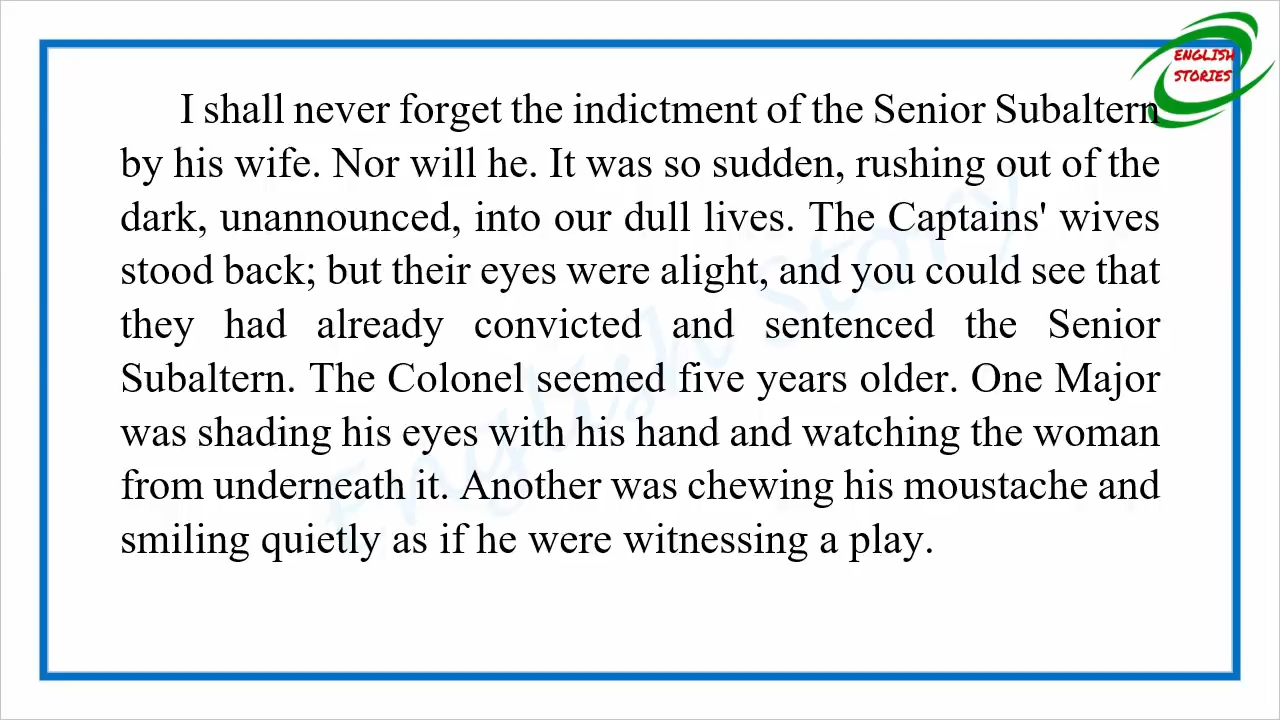 ENGLISH
STORIES
I shall never forget the indictment of the Senior Subaltern
by his wife. Nor will he. It was so sudden, rushing out of the
dark, unannounced, into our dull lives. The Captains' wives
stood back; but their eyes were alight, and you could see that
they had already convicted and sentenced the Senior
Subaltern. The Colonel seemed five years older. One Major
was shading his eyes with his hand and watching the woman
from underneath it. Another was chewing his moustache and
smiling quietly as if he were witnessing a play.
English Story